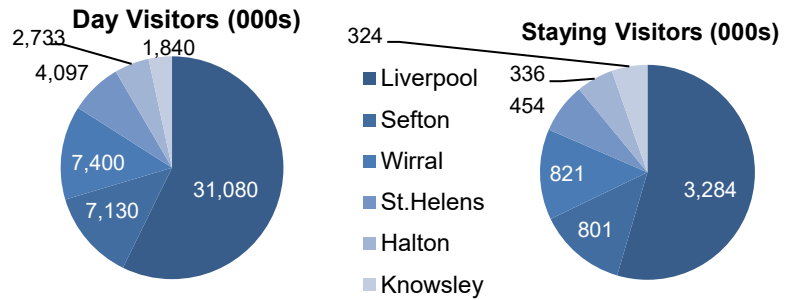 Day Visitors (000s)
2,733
1,840
4,097
7,400
31,080
7,130
Liverpool
Sefton
Wirral
St.Helens
Halton
Knowsley
Staying Visitors (000s)
324
336
454
821
3,284
801